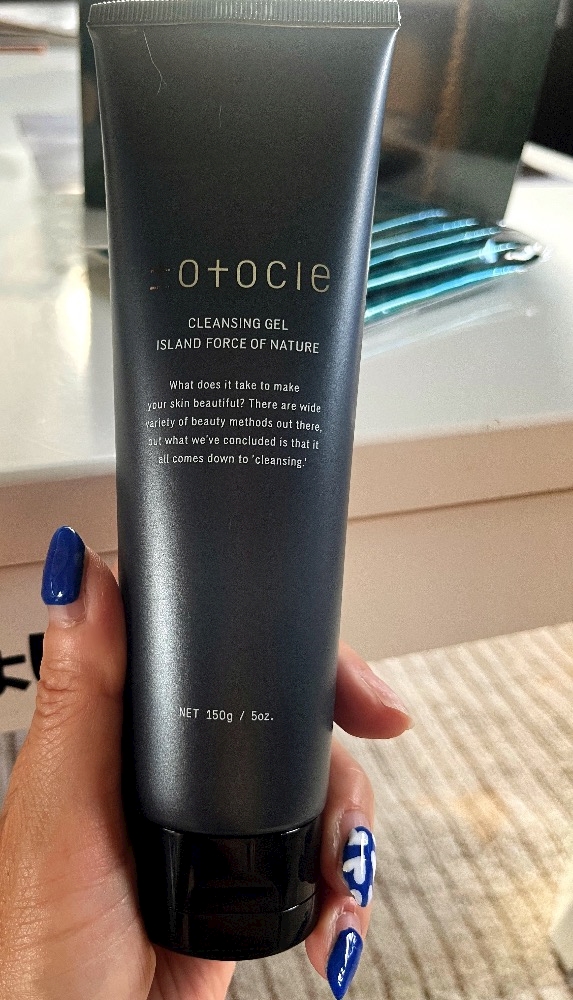 CLEANSING GEL
ISLAND FORCE OF NATURE
What does it take to make
your skin beautiful? There are wide
variety of beauty methods out there,
but what we've concluded is that it
all comes down to 'cleansing.'
NET 150g / 5oz.